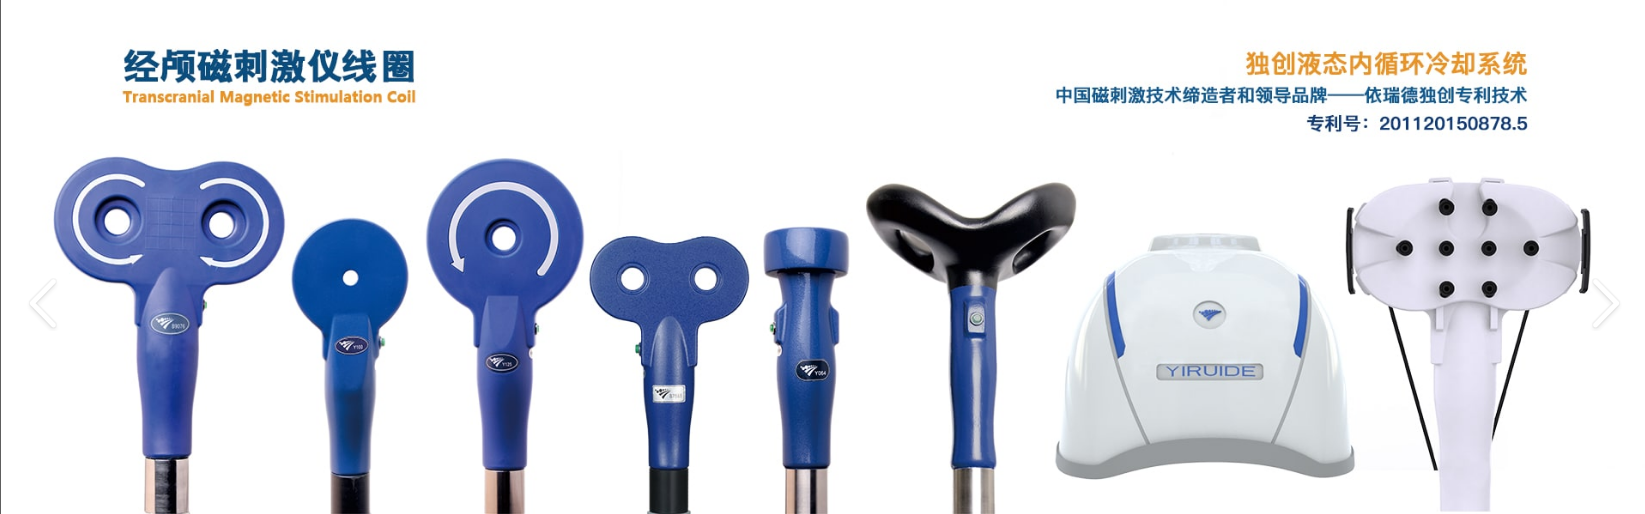 经颅磁刺激仪线圈
Transcranial Magnetic Stimulation Coil
独创液态内循环冷却系统
中国磁刺激技术缔造者和领导品牌——依瑞德独创专利技术
专利号：201120150878.5
Y125
Y064
YIRUIDE